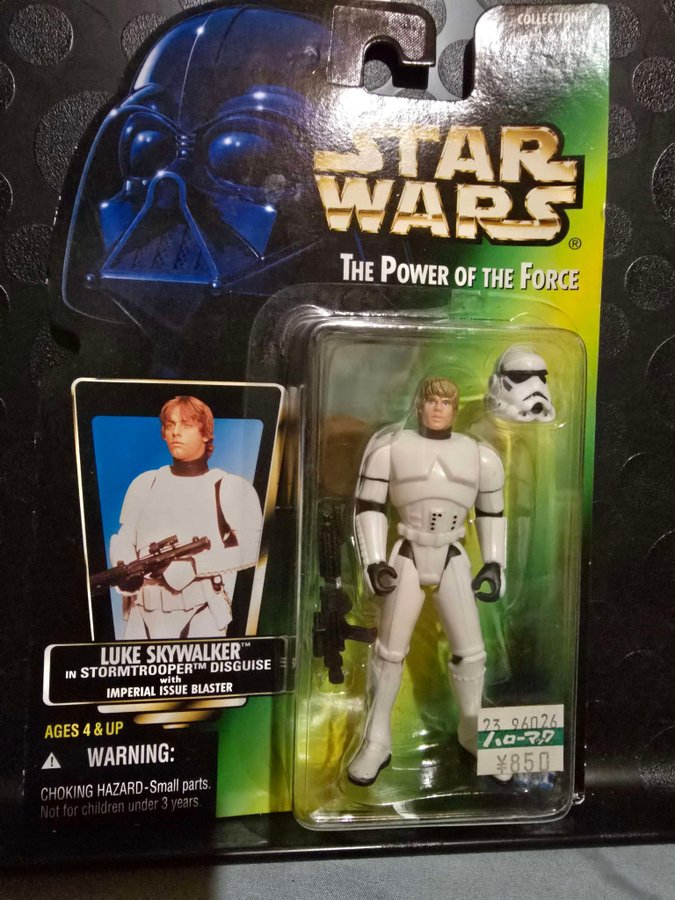 COLLECTION 1
STAR
WARS®
THE POWER OF THE FORCE
LUKE SKYWALKER™
IN STORMTROOPER™ DISGUISE
with
IMPERIAL ISSUE BLASTER
AGES 4 & UP
⚠ WARNING:
CHOKING HAZARD-Small parts.
Not for children under 3 years.
23 96026
ハローマック
¥850